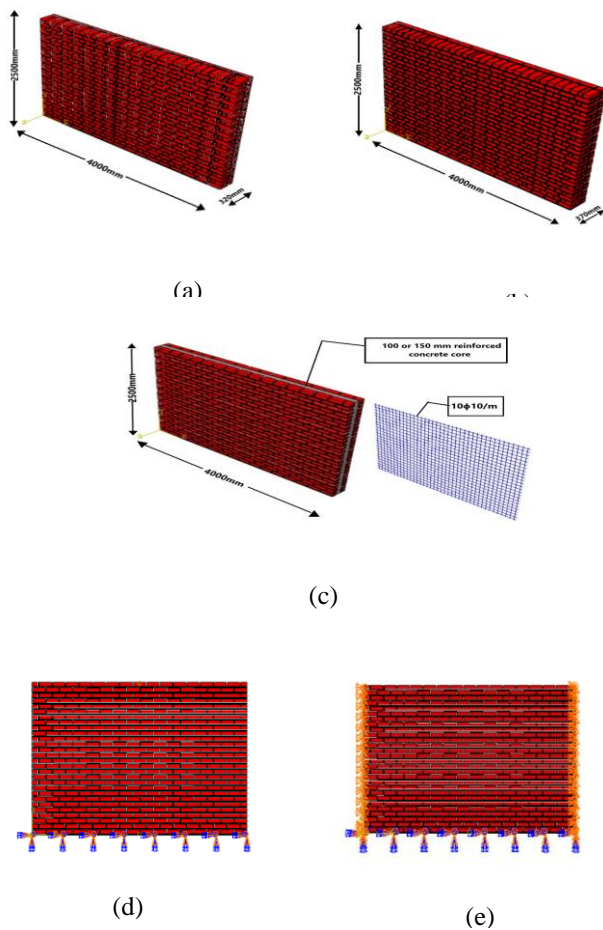 2500mm
4000mm
320mm
2500mm
4000mm
370mm
(a)
100 or 150 mm reinforced
concrete core
2500mm
10ϕ10/m
4000mm
(c)
(d)
(e)